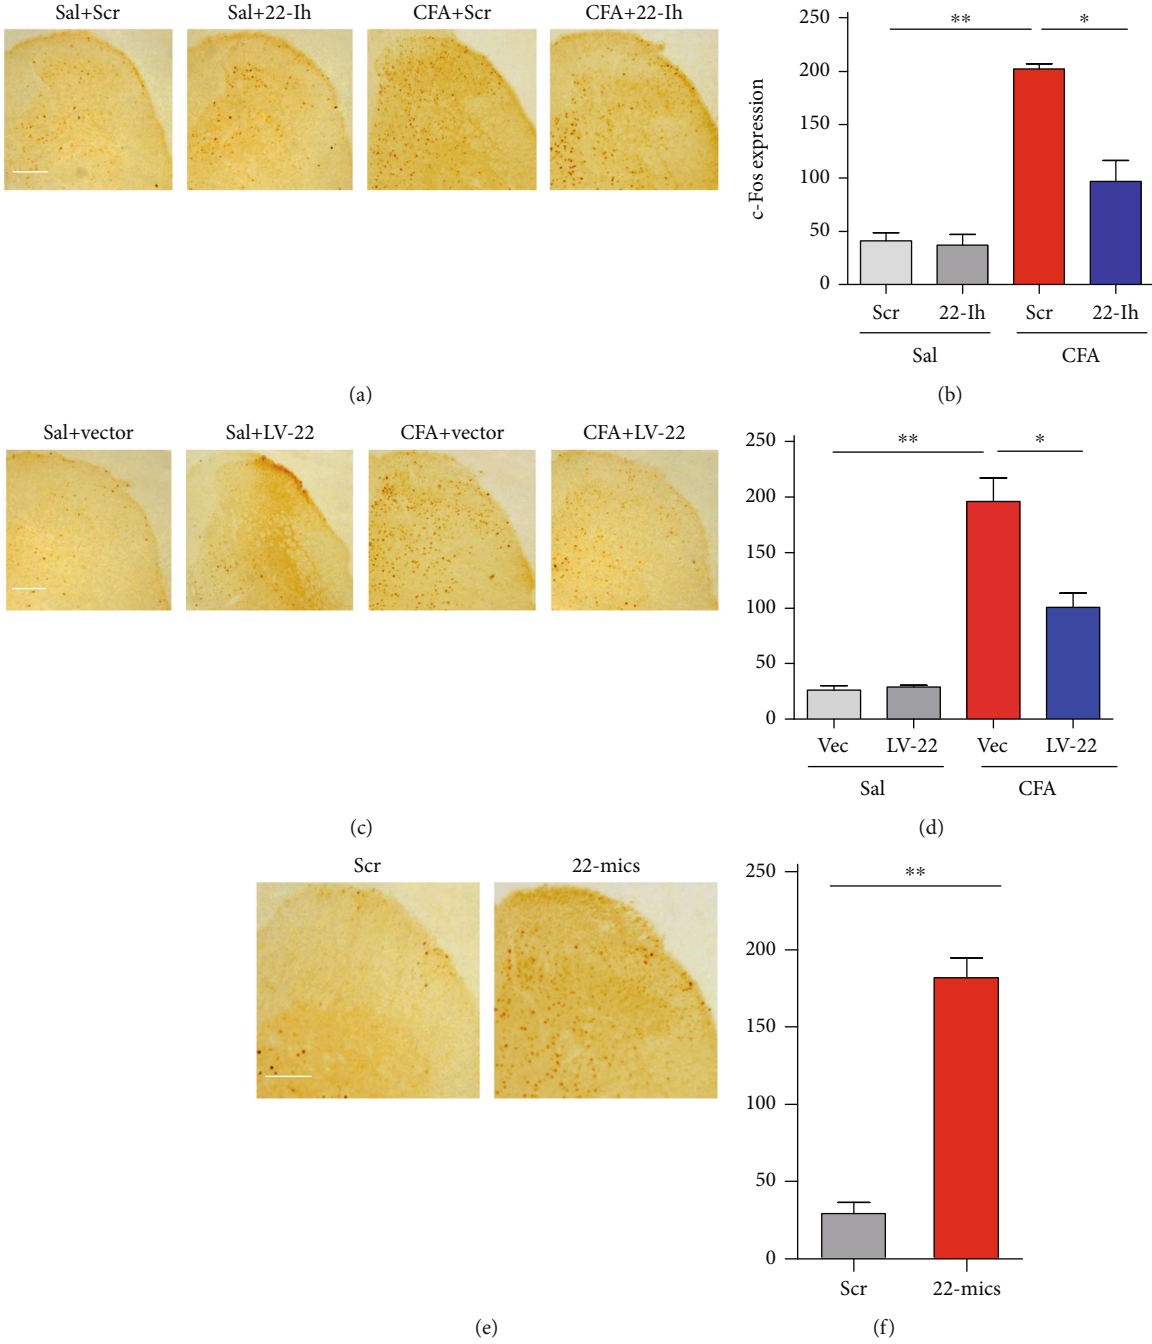 Sal+Scr
Sal+22-Ih
CFA+Scr
CFA+22-Ih
(a)
c-Fos expression
250
200
150
100
50
0
**
*
Scr
22-Ih
Scr
22-Ih
Sal
CFA
(b)
Sal+vector
Sal+LV-22
CFA+vector
CFA+LV-22
(c)
250
200
150
100
50
0
**
*
Vec
LV-22
Vec
LV-22
Sal
CFA
(d)
Scr
22-mics
(e)
250
200
150
100
50
0
**
Scr
22-mics
(f)